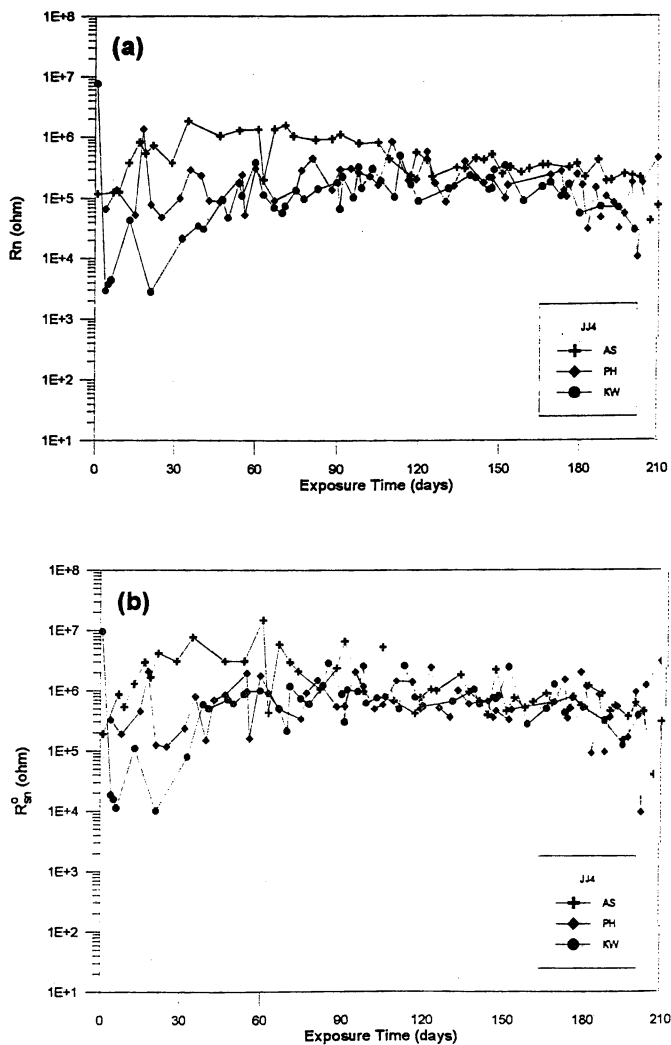 (a)
1E+8
1E+7
1E+6
1E+5
1E+4
1E+3
1E+2
1E+1
Rn (ohm)
JJ4
AS
PH
KW
0 30 60 90 120 150 180 210
Exposure Time (days)
(b)
1E+8
1E+7
1E+6
1E+5
1E+4
1E+3
1E+2
1E+1
R°sn (ohm)
JJ4
AS
PH
KW
0 30 60 90 120 150 180 210
Exposure Time (days)